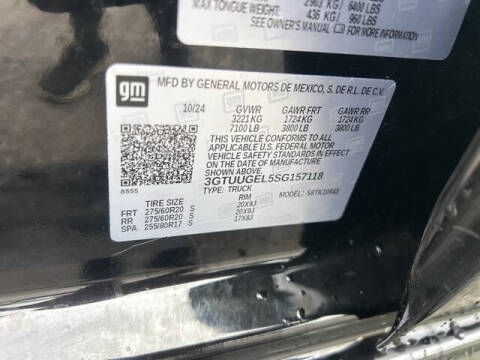 MAX TONGUE WEIGHT: 2903 KG/ 6400 LBS
436 KG/ 960 LBS
SEE OWNER'S MANUAL FOR
gm
MFD BY GENERAL MOTORS DE MEXICO, S. DE R.L. DE C.V.
10/24 GVWR GAWR FRT GAWR RR
3221 KG 1724 KG 1724 KG
7100 LB 3800 LB 3800 LB
THIS VEHICLE CONFORMS TO ALL
APPLICABLE U.S. FEDERAL MOTOR
VEHICLE SAFETY STANDARDS IN EFFECT
ON THE DATE OF MANUFACTURE SHOWN ABOVE.
3GTUUGEL5SG157118
8555 TYPE: TRUCK MODEL: S#TK10543
TIRE SIZE RIM
FRT 275/60R20 S 20X9J
RR 275/60R20 S 20X9J
SPA 255/80R17 S 17X8J